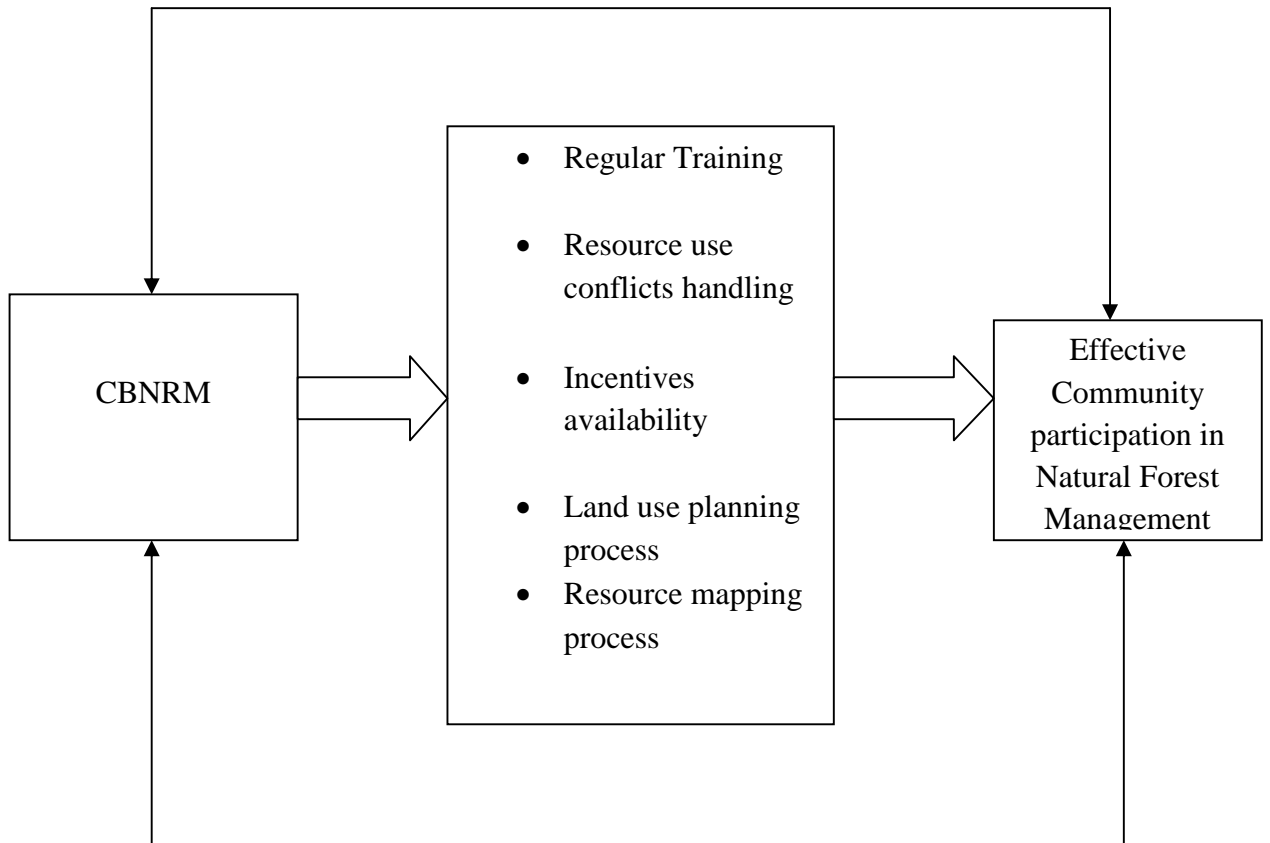 CBNRM
• Regular Training
• Resource use
conflicts handling
• Incentives
availability
• Land use planning
process
• Resource mapping
process
Effective
Community
participation in
Natural Forest
Management